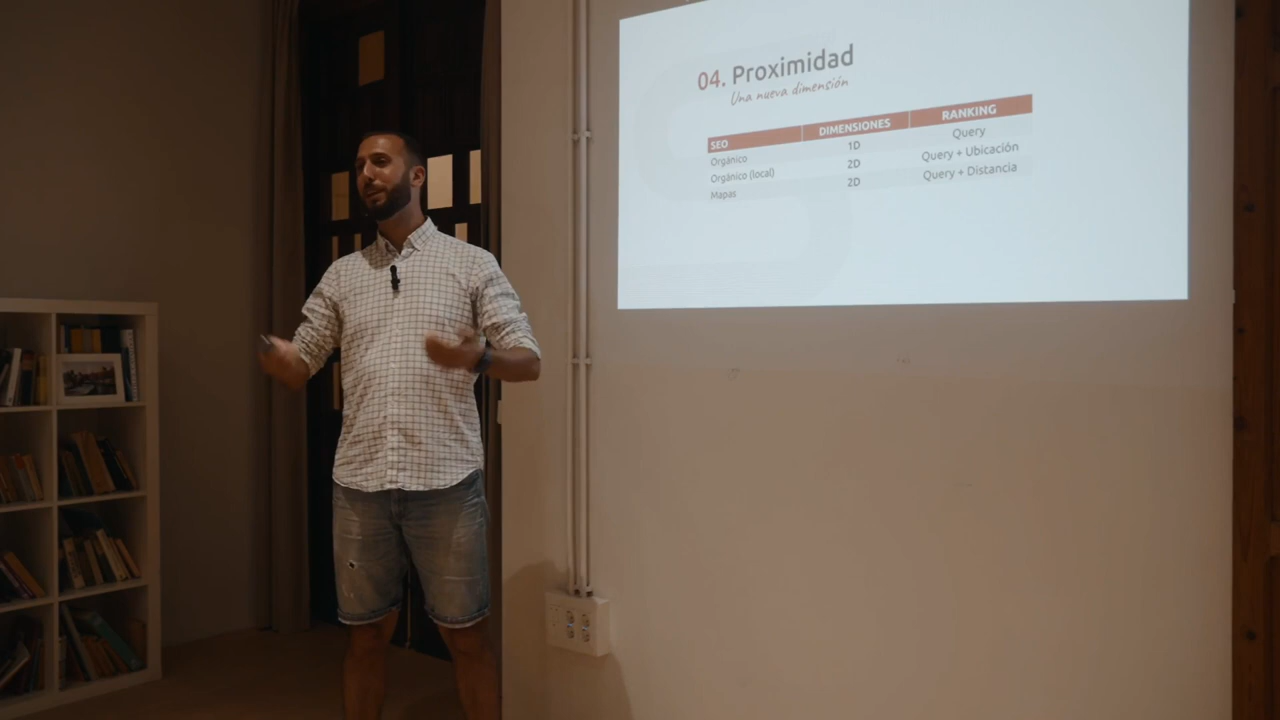 04. Proximidad
Una nueva dimensión
SEO DIMENSIONES RANKING
Orgánico 1D Query
Orgánico (local) 2D Query + Ubicación
Mapas 2D Query + Distancia